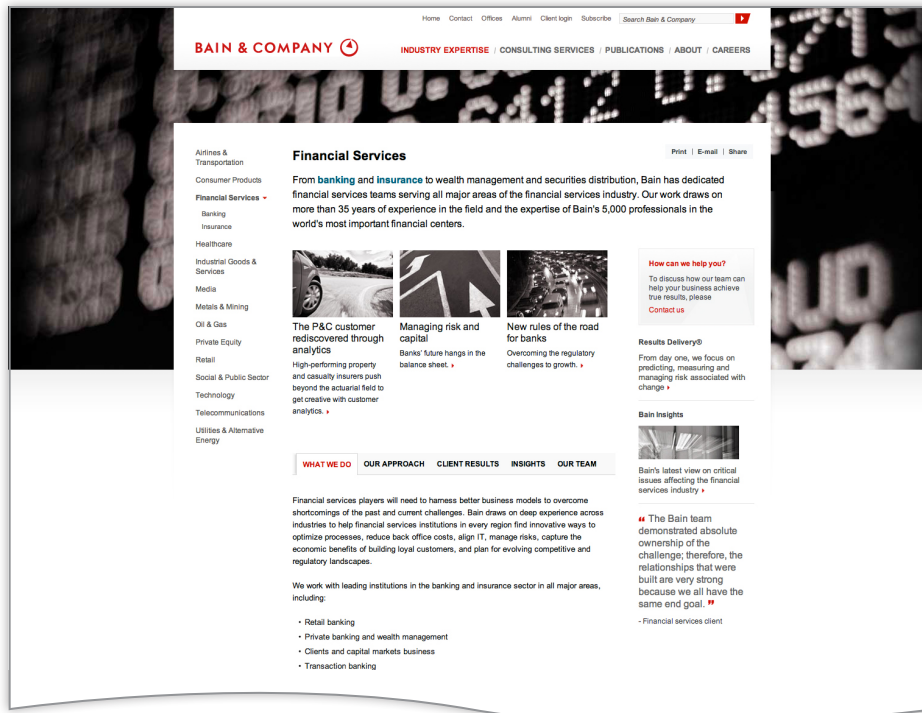 Home Contact Offices Alumni Client login Subscribe Search Bain & Company
BAIN & COMPANY
INDUSTRY EXPERTISE / CONSULTING SERVICES / PUBLICATIONS / ABOUT / CAREERS
Airlines &
Transportation
Consumer Products
Financial Services
Banking
Insurance
Healthcare
Industrial Goods &
Services
Media
Metals & Mining
Oil & Gas
Private Equity
Retail
Social & Public Sector
Technology
Telecommunications
Utilities & Alternative
Energy
Financial Services
Print | E-mail | Share
From banking and insurance to wealth management and securities distribution, Bain has dedicated
financial services teams serving all major areas of the financial services industry. Our work draws on
more than 35 years of experience in the field and the expertise of Bain's 5,000 professionals in the
world's most important financial centers.
The P&C customer
rediscovered through
analytics
High-performing property
and casualty insurers push
beyond the actuarial field to
get creative with customer
analytics.
Managing risk and
capital
Banks' future hangs in the
balance sheet.
New rules of the road
for banks
Overcoming the regulatory
challenges to growth.
How can we help you?
To discuss how our team can
help your business achieve
true results, please
Contact us
Results Delivery®
From day one, we focus on
predicting, measuring and
managing risk associated with
change
Bain Insights
Bain's latest view on critical
issues affecting the financial
services industry
“ The Bain team
demonstrated absolute
ownership of the
challenge; therefore, the
relationships that were
built are very strong
because we all have the
same end goal. ”
- Financial services client
WHAT WE DO OUR APPROACH CLIENT RESULTS INSIGHTS OUR TEAM
Financial services players will need to harness better business models to overcome
shortcomings of the past and current challenges. Bain draws on deep experience across
industries to help financial services institutions in every region find innovative ways to
optimize processes, reduce back office costs, align IT, manage risks, capture the
economic benefits of building loyal customers, and plan for evolving competitive and
regulatory landscapes.
We work with leading institutions in the banking and insurance sector in all major areas,
including:
• Retail banking
• Private banking and wealth management
• Clients and capital markets business
• Transaction banking